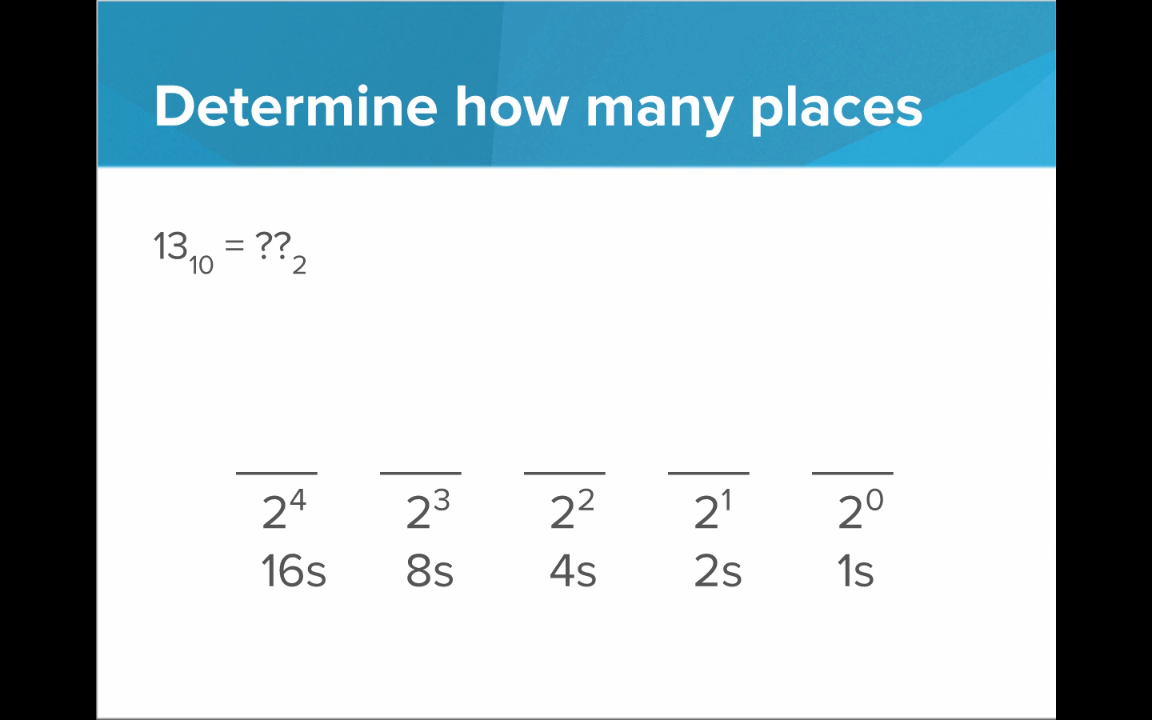 Determine how many places
13₁₀ = ??₂
2⁴ 2³ 2² 2¹ 2⁰
16s 8s 4s 2s 1s